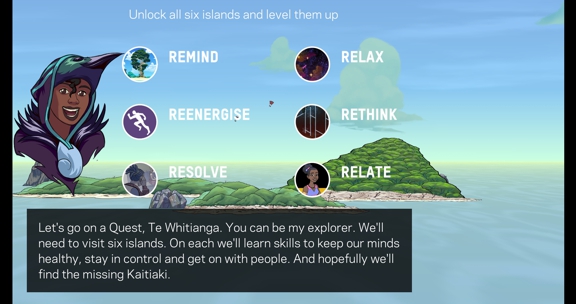 Unlock all six islands and level them up
REMIND
RELAX
REENERGISE
RETHINK
RESOLVE
RELATE
Let's go on a Quest, Te Whitianga. You can be my explorer. We'll
need to visit six islands. On each we'll learn skills to keep our minds
healthy, stay in control and get on with people. And hopefully we'll
find the missing Kaitiaki.